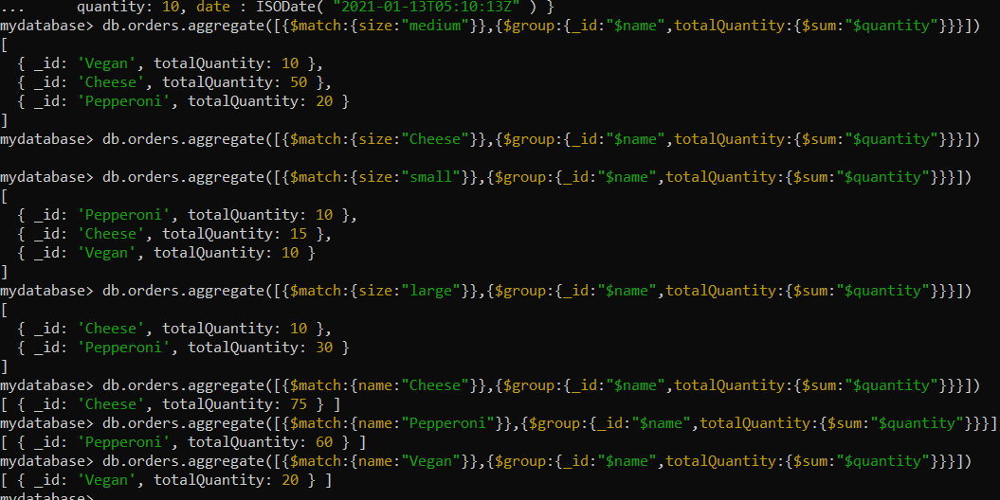 ...      quantity: 10, date : ISODate( "2021-01-13T05:10:13Z" ) }
mydatabase> db.orders.aggregate([{$match:{size:"medium"}},{$group:{_id:"$name",totalQuantity:{$sum:"$quantity"}}}])
[
  { _id: 'Vegan', totalQuantity: 10 },
  { _id: 'Cheese', totalQuantity: 50 },
  { _id: 'Pepperoni', totalQuantity: 20 }
]
mydatabase> db.orders.aggregate([{$match:{size:"Cheese"}},{$group:{_id:"$name",totalQuantity:{$sum:"$quantity"}}}])
mydatabase> db.orders.aggregate([{$match:{size:"small"}},{$group:{_id:"$name",totalQuantity:{$sum:"$quantity"}}}])
[
  { _id: 'Pepperoni', totalQuantity: 10 },
  { _id: 'Cheese', totalQuantity: 15 },
  { _id: 'Vegan', totalQuantity: 10 }
]
mydatabase> db.orders.aggregate([{$match:{size:"large"}},{$group:{_id:"$name",totalQuantity:{$sum:"$quantity"}}}])
[
  { _id: 'Cheese', totalQuantity: 10 },
  { _id: 'Pepperoni', totalQuantity: 30 }
]
mydatabase> db.orders.aggregate([{$match:{name:"Cheese"}},{$group:{_id:"$name",totalQuantity:{$sum:"$quantity"}}}])
[ { _id: 'Cheese', totalQuantity: 75 } ]
mydatabase> db.orders.aggregate([{$match:{name:"Pepperoni"}},{$group:{_id:"$name",totalQuantity:{$sum:"$quantity"}}}]
[ { _id: 'Pepperoni', totalQuantity: 60 } ]
mydatabase> db.orders.aggregate([{$match:{name:"Vegan"}},{$group:{_id:"$name",totalQuantity:{$sum:"$quantity"}}}])
[ { _id: 'Vegan', totalQuantity: 20 } ]
mydatabase>